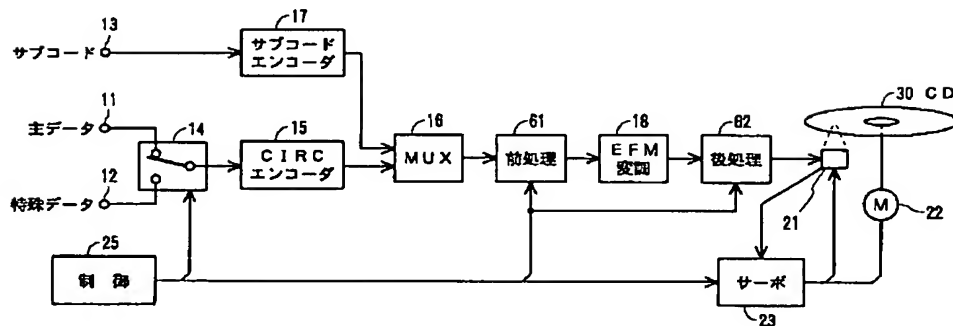 13
サブコード
17
サブコード
エンコーダ
11
主データ
14
15
CIRC
エンコーダ
16
MUX
61
前処理
18
EFM
変調
62
後処理
30 CD
21
M
22
12
特殊データ
25
制御
サーボ
23